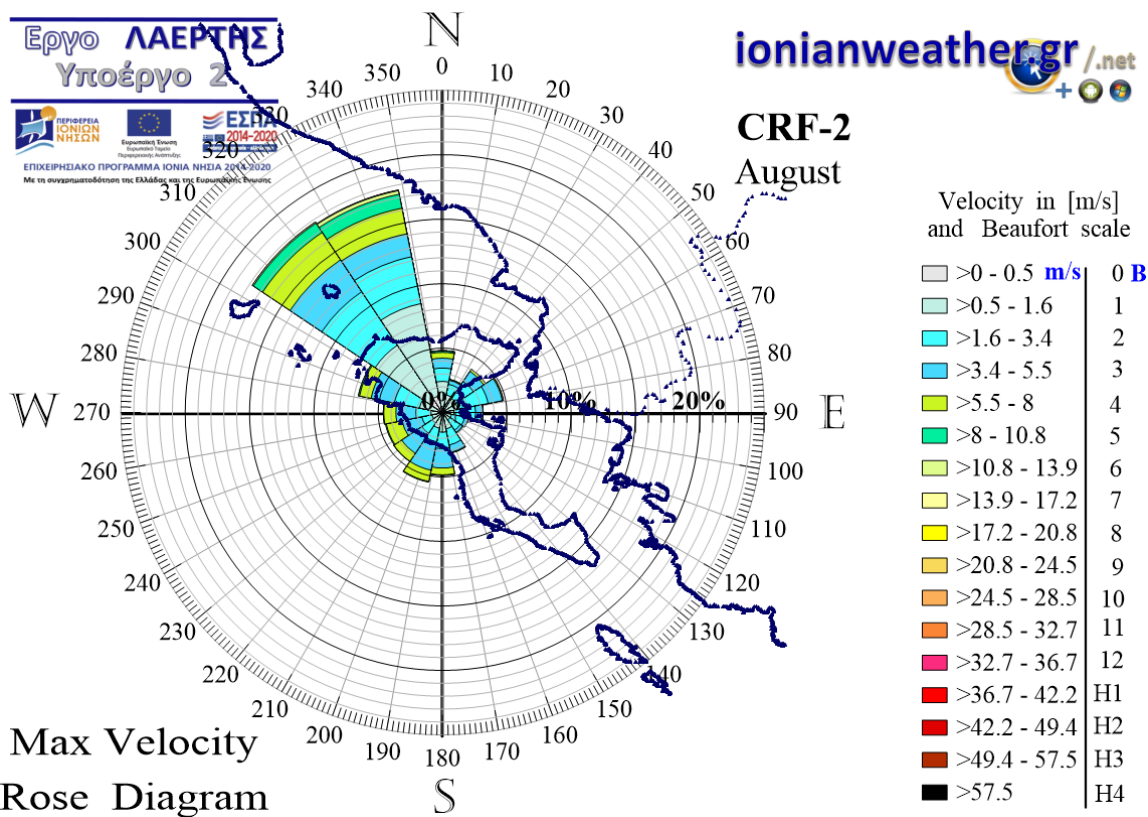 Εργο ΛΑΕΡΤΗΣ
Υποέργο 2
ΠΕΡΙΦΕΡΕΙΑ
ΙΟΝΙΩΝ
ΝΗΣΩΝ
Ευρωπαϊκή Ένωση
Ευρωπαϊκό Ταμείο
Περιφερειακής Ανάπτυξης
ΕΣΠΑ
2014-2020
ΕΠΙΧΕΙΡΗΣΙΑΚΟ ΠΡΟΓΡΑΜΜΑ ΙΟΝΙΑ ΝΗΣΙΑ 2014-2020
Με τη συγχρηματοδότηση της Ελλάδας και της Ευρωπαϊκής Ένωσης
ionianweather.gr /.net
+
CRF-2
August
N
0
10
20
30
40
50
60
70
80
90
E
100
110
120
130
140
150
160
170
180
S
190
200
210
220
230
240
250
260
270
W
280
290
300
310
320
330
340
350
0%
10%
20%
Velocity in [m/s]
and Beaufort scale
>0 - 0.5 m/s 0 B
>0.5 - 1.6 1
>1.6 - 3.4 2
>3.4 - 5.5 3
>5.5 - 8 4
>8 - 10.8 5
>10.8 - 13.9 6
>13.9 - 17.2 7
>17.2 - 20.8 8
>20.8 - 24.5 9
>24.5 - 28.5 10
>28.5 - 32.7 11
>32.7 - 36.7 12
>36.7 - 42.2 H1
>42.2 - 49.4 H2
>49.4 - 57.5 H3
>57.5 H4
Max Velocity
Rose Diagram